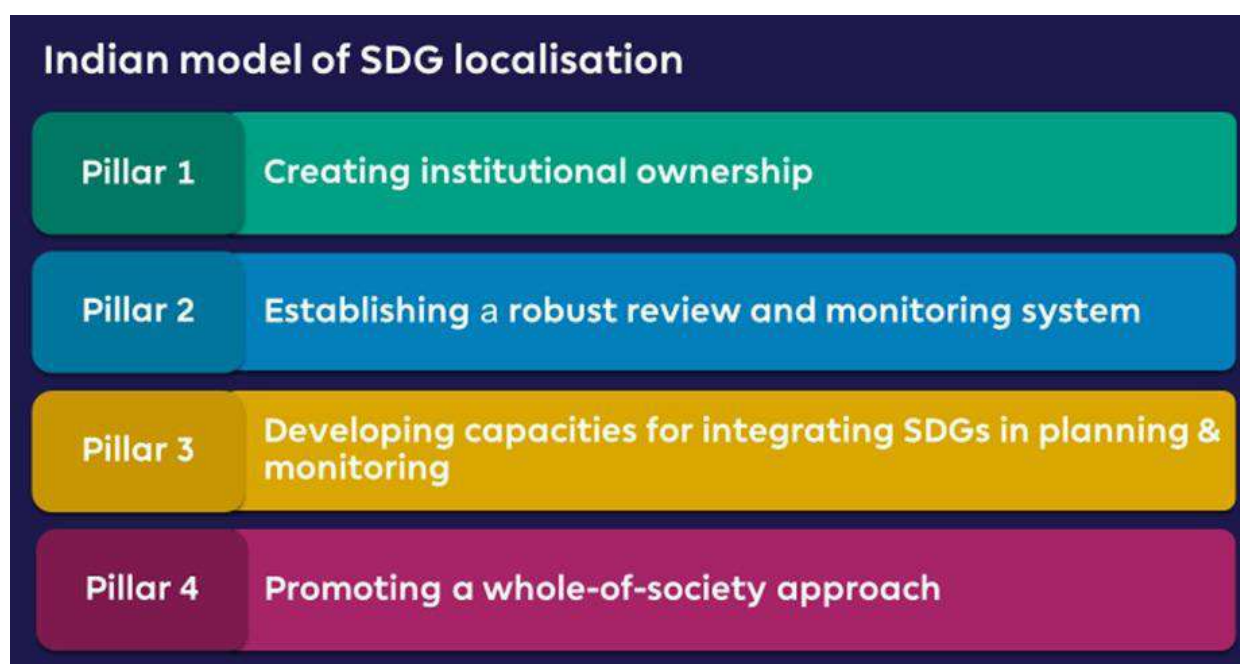 Indian model of SDG localisation
Pillar 1
Creating institutional ownership
Pillar 2
Establishing a robust review and monitoring system
Pillar 3
Developing capacities for integrating SDGs in planning &
monitoring
Pillar 4
Promoting a whole-of-society approach